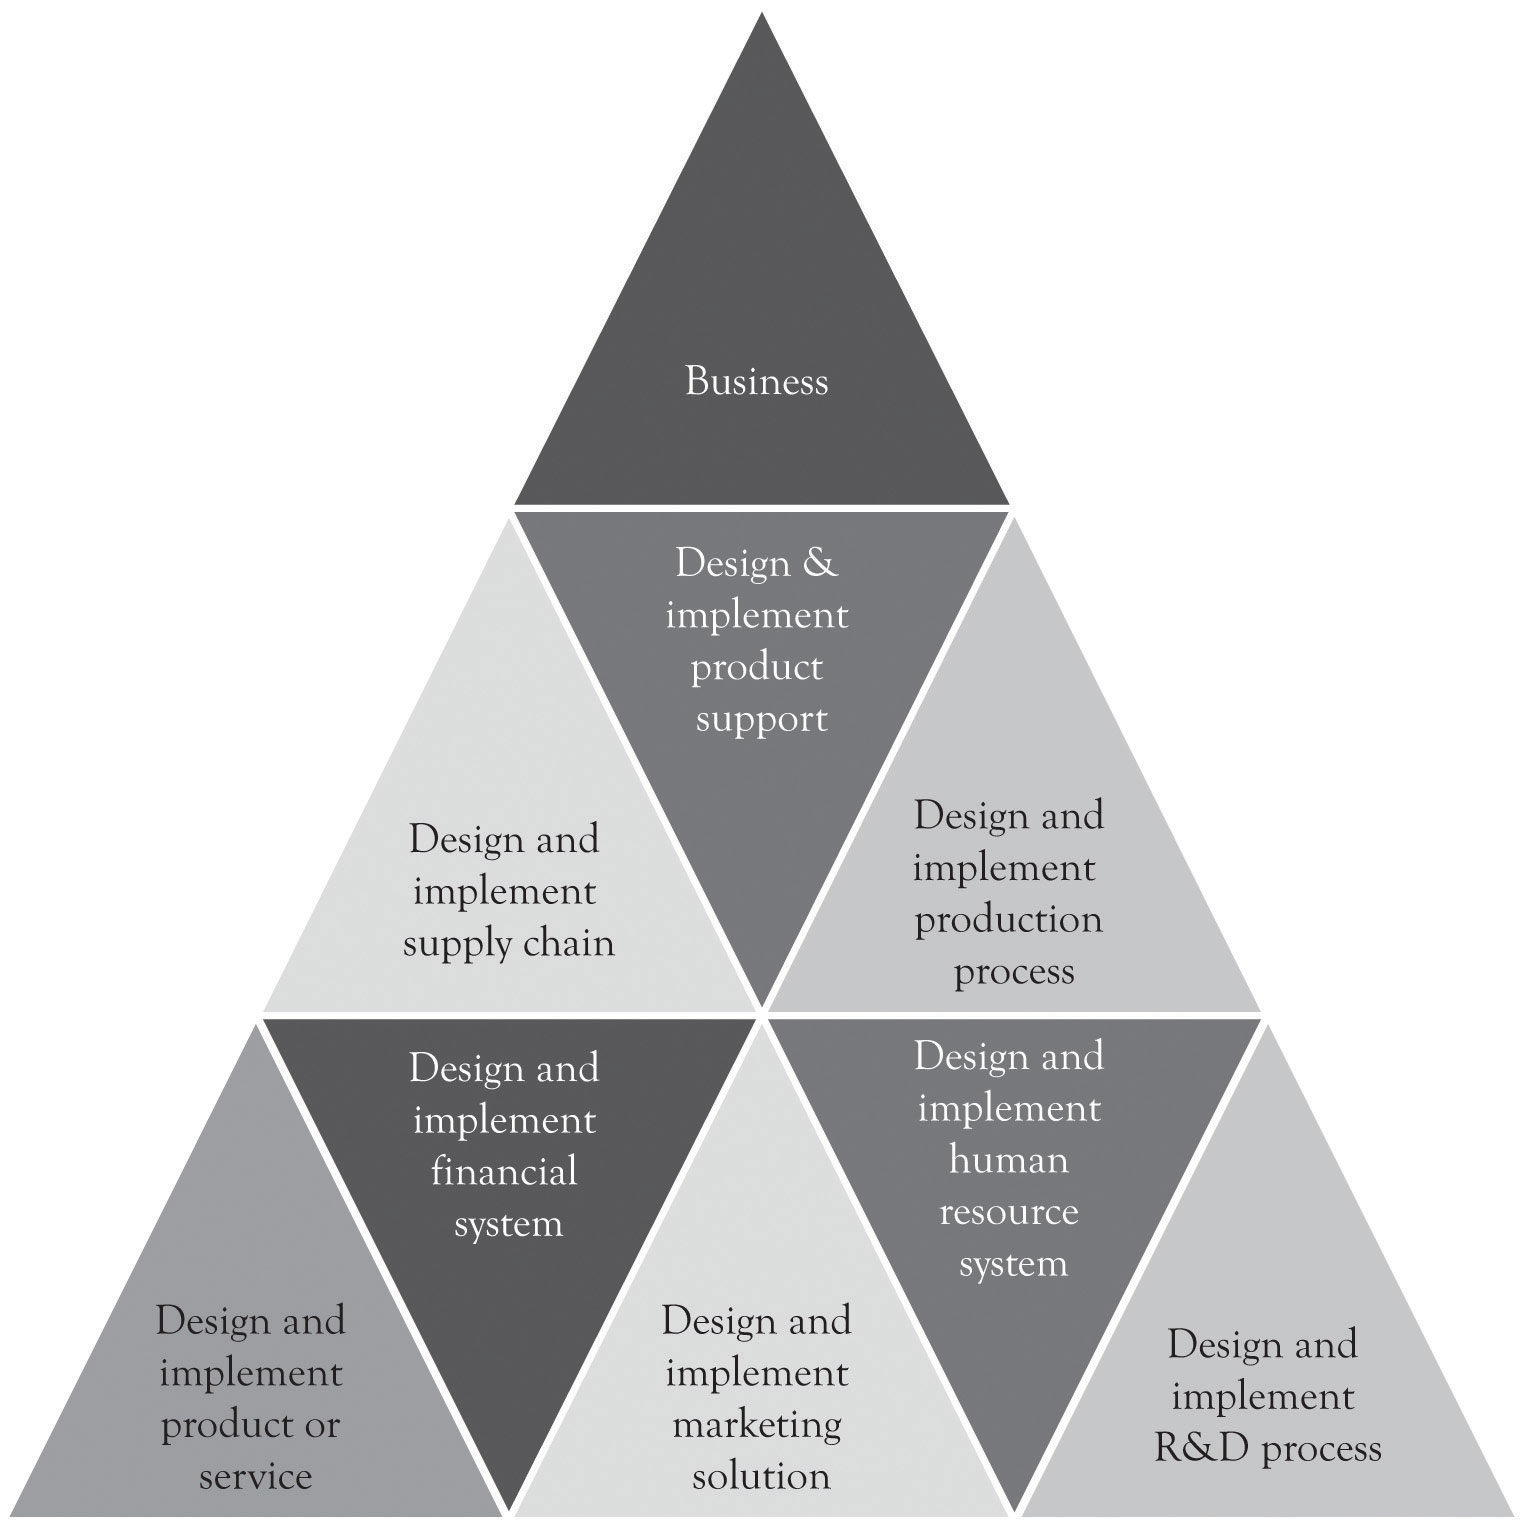 Business
Design &
implement
product
support
Design and
implement
supply chain
Design and
implement
production
process
Design and
implement
product or
service
Design and
implement
financial
system
Design and
implement
marketing
solution
Design and
implement
human
resource
system
Design and
implement
R&D process